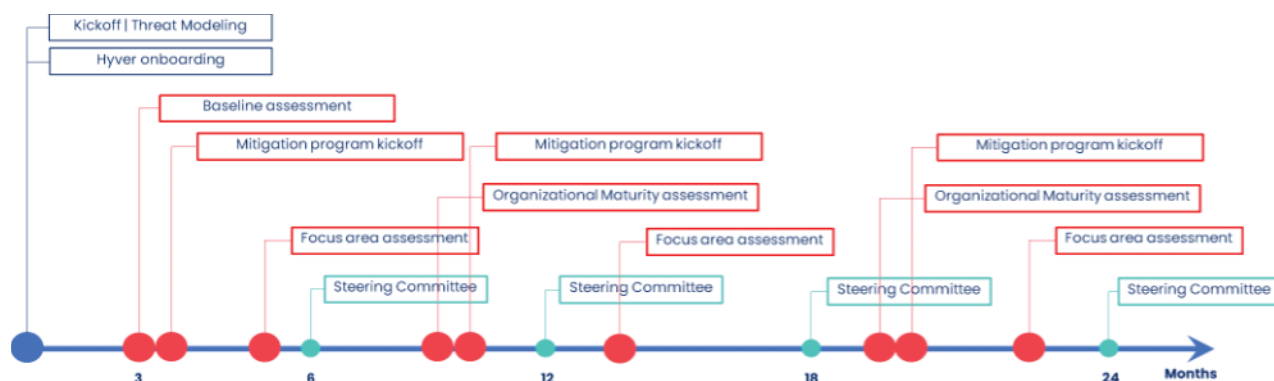 Kickoff | Threat Modeling
Hyver onboarding
Baseline assessment
Mitigation program kickoff
Mitigation program kickoff
Mitigation program kickoff
Organizational Maturity assessment
Organizational Maturity assessment
Focus area assessment
Focus area assessment
Focus area assessment
Steering Committee
Steering Committee
Steering Committee
Steering Committee
3
6
12
18
24
Months